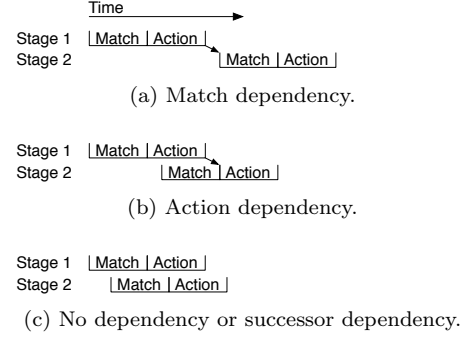 Time
Stage 1 Match Action
Stage 2 Match Action
(a) Match dependency.
Stage 1 Match Action
Stage 2 Match Action
(b) Action dependency.
Stage 1 Match Action
Stage 2 Match Action
(c) No dependency or successor dependency.